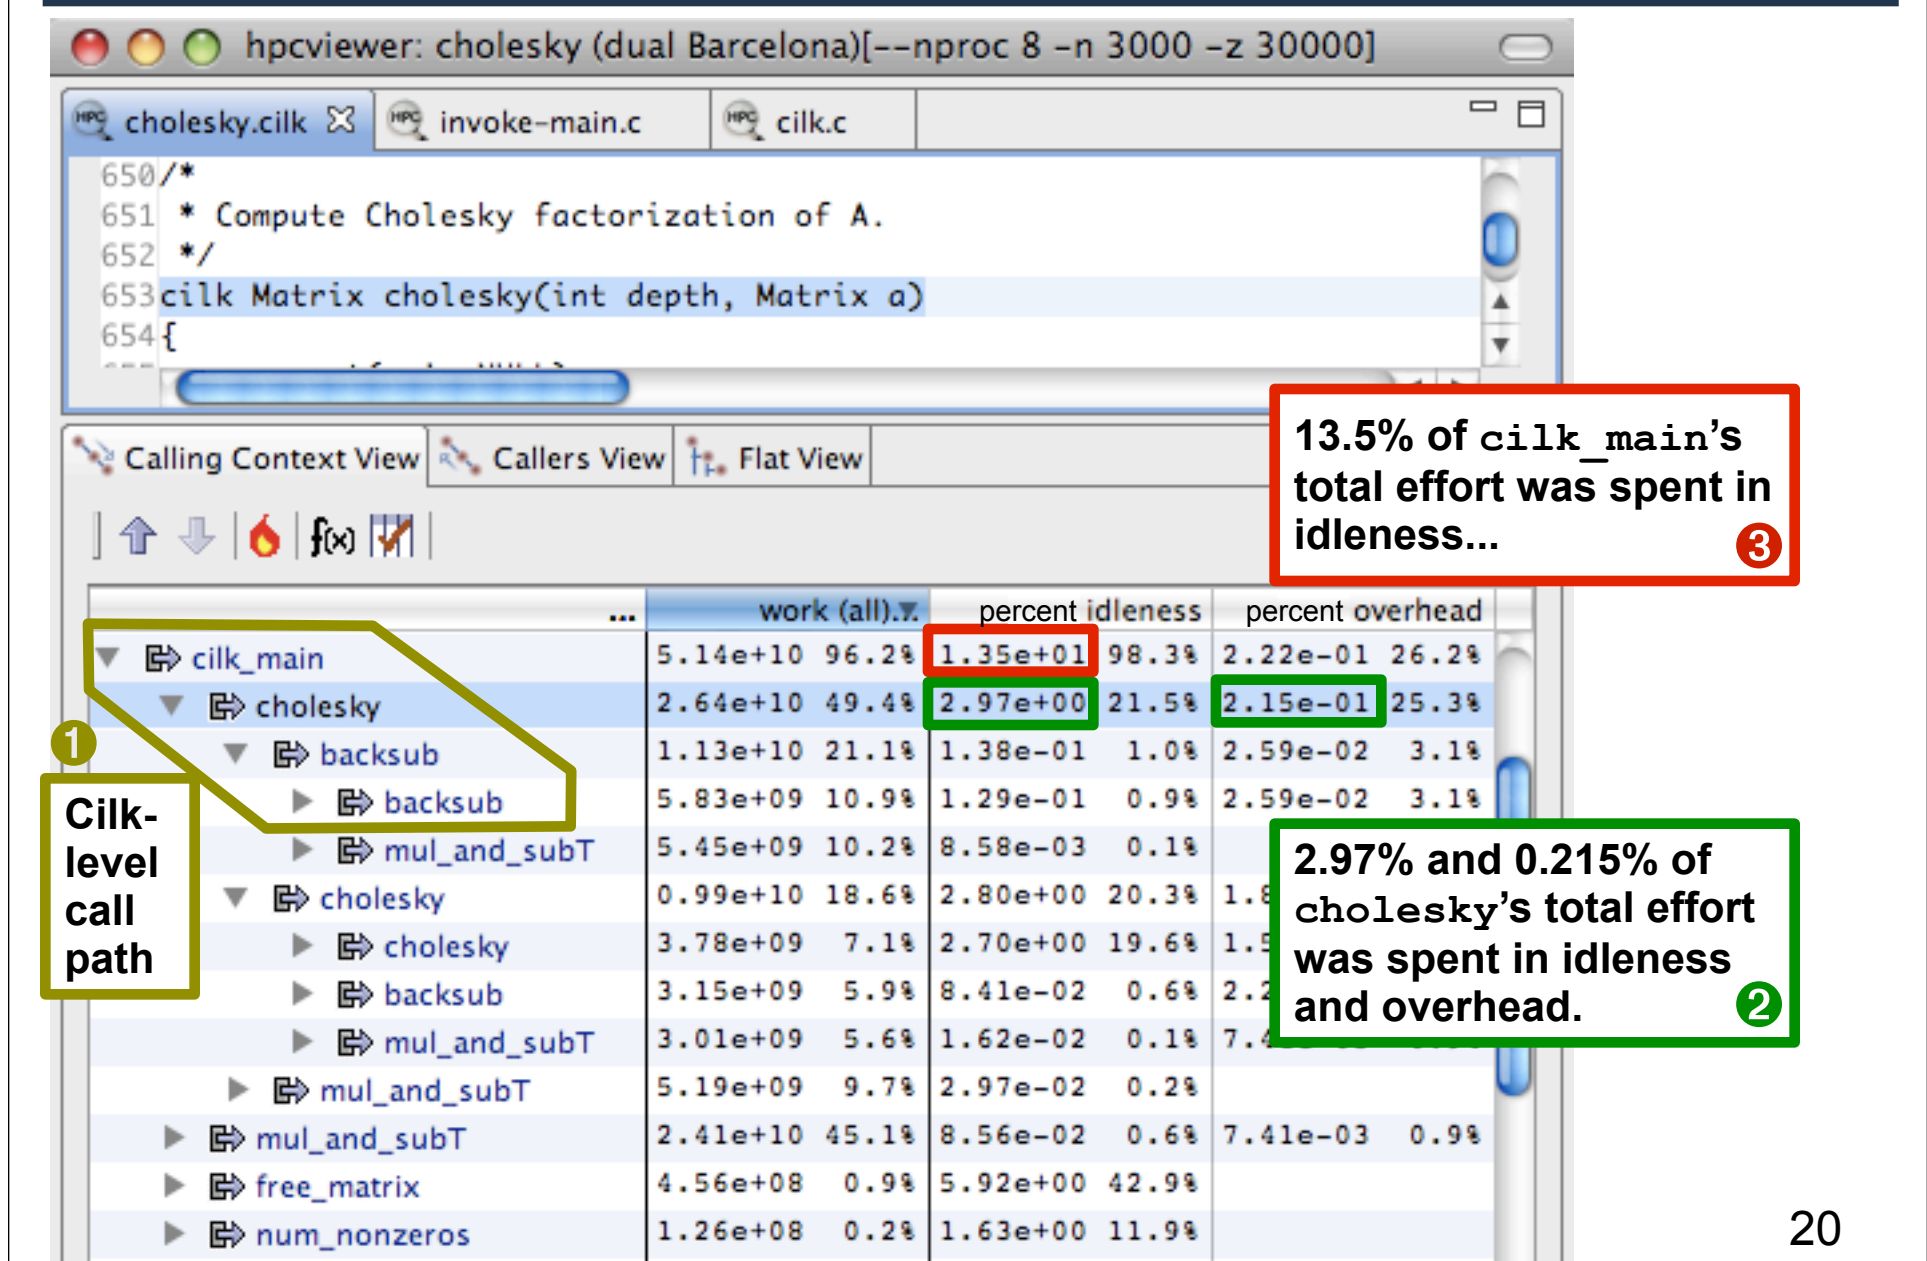 hpcviewer: cholesky (dual Barcelona)[--nproc 8 -n 3000 -z 30000]
cholesky.cilk invoke-main.c cilk.c
650 /*
651 * Compute Cholesky factorization of A.
652 */
653 cilk Matrix cholesky(int depth, Matrix a)
654 {
Calling Context View Callers View Flat View
f(x)
13.5% of cilk_main's
total effort was spent in
idleness...
3
... work (all) percent idleness percent overhead
cilk_main 5.14e+10 96.2% 1.35e+01 98.3% 2.22e-01 26.2%
cholesky 2.64e+10 49.4% 2.97e+00 21.5% 2.15e-01 25.3%
backsub 1.13e+10 21.1% 1.38e-01 1.0% 2.59e-02 3.1%
backsub 5.83e+09 10.9% 1.29e-01 0.9% 2.59e-02 3.1%
mul_and_subT 5.45e+09 10.2% 8.58e-03 0.1%
cholesky 0.99e+10 18.6% 2.80e+00 20.3%
cholesky 3.78e+09 7.1% 2.70e+00 19.6%
backsub 3.15e+09 5.9% 8.41e-02 0.6%
mul_and_subT 3.01e+09 5.6% 1.62e-02 0.1%
mul_and_subT 5.19e+09 9.7% 2.97e-02 0.2%
mul_and_subT 2.41e+10 45.1% 8.56e-02 0.6% 7.41e-03 0.9%
free_matrix 4.56e+08 0.9% 5.92e+00 42.9%
num_nonzeros 1.26e+08 0.2% 1.63e+00 11.9%
1
Cilk-
level
call
path
2.97% and 0.215% of
cholesky's total effort
was spent in idleness
and overhead.
2
20